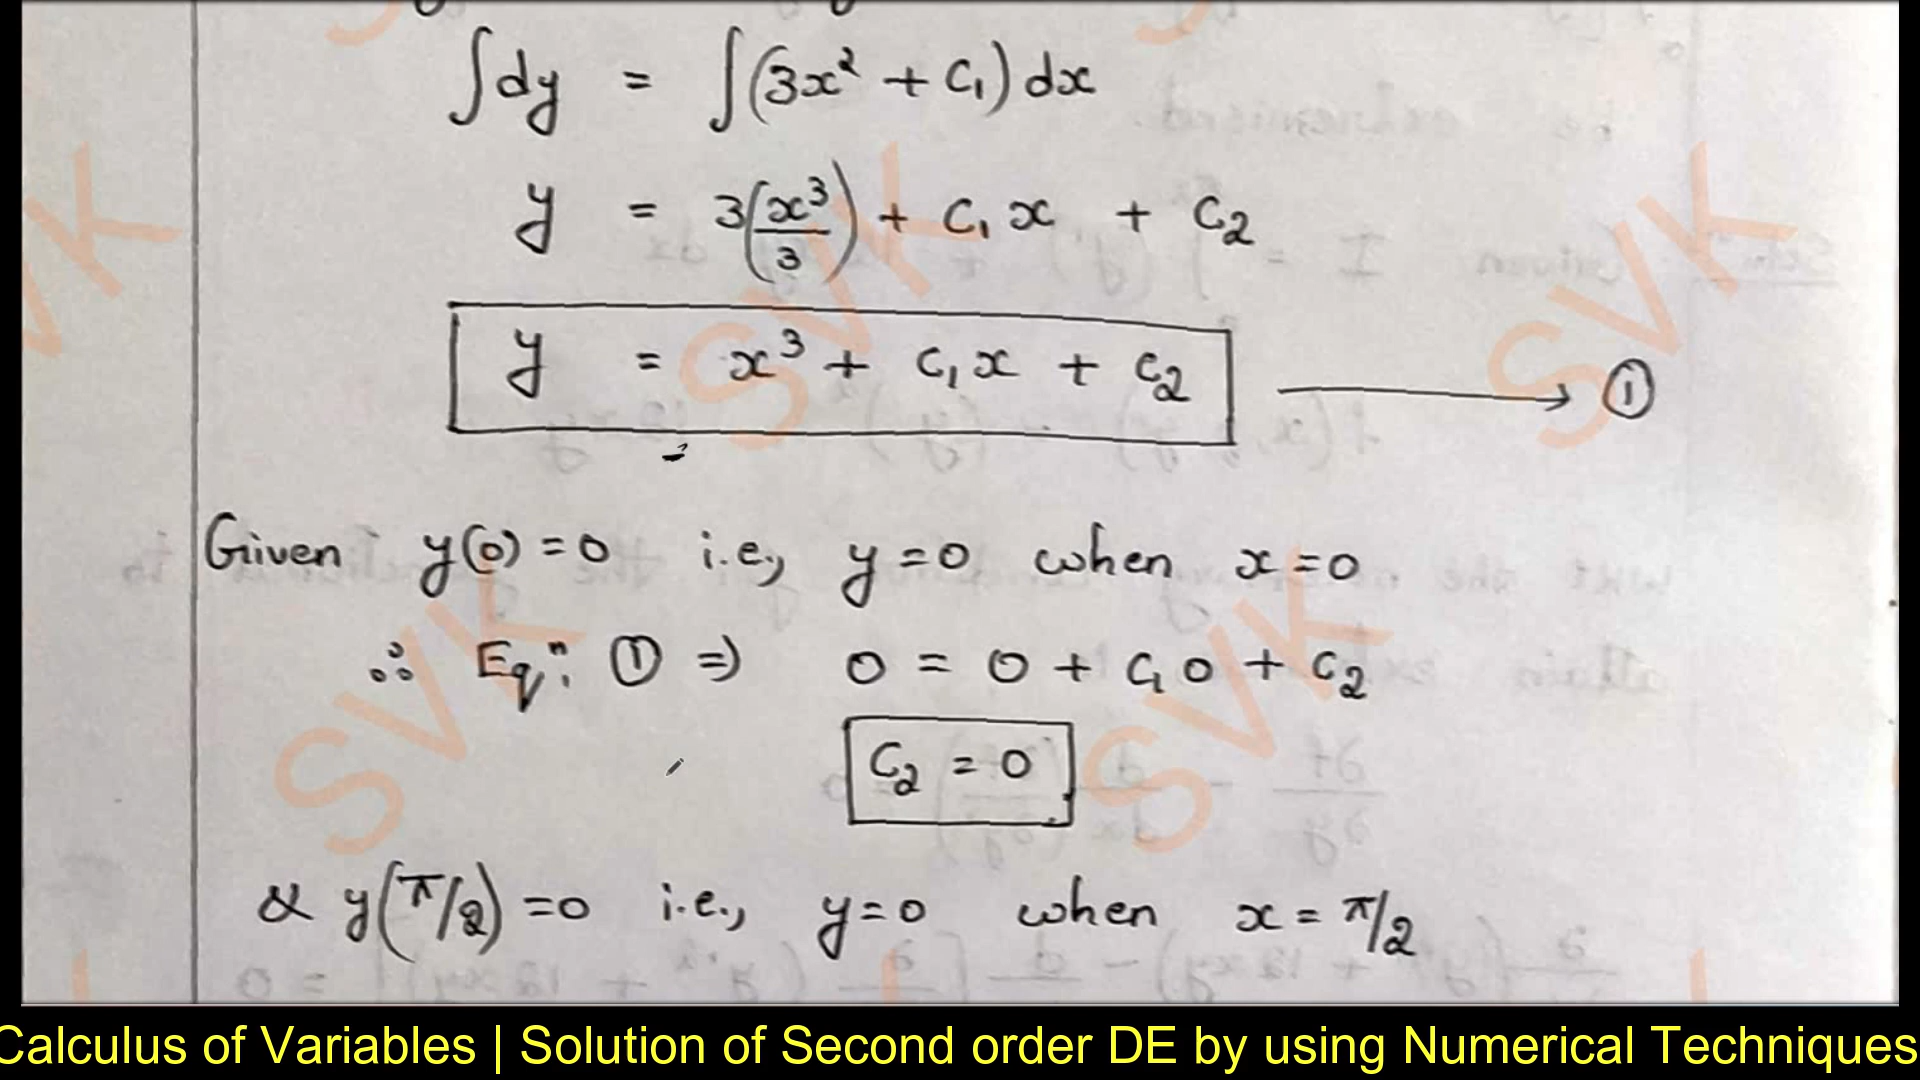 ∫dy = ∫(3x² + C₁) dx
y = 3(x³/3) + C₁ x + C₂
y = x³ + C₁x + C₂ ⟶ ①
Given y(0) = 0 i.e., y = 0 when x = 0
∴ Eqⁿ: ① ⇒ 0 = 0 + C₁0 + C₂
C₂ = 0
& y(π/2) = 0 i.e., y = 0 when x = π/2
SVK
Calculus of Variables | Solution of Second order DE by using Numerical Techniques